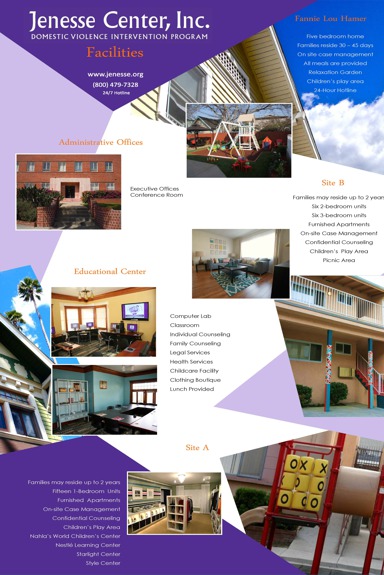 Jenesse Center, Inc.
DOMESTIC VIOLENCE INTERVENTION PROGRAM
Facilities
www.jenesse.org
(800) 479-7328
24/7 Hotline
Fannie Lou Hamer
Five bedroom home
Families reside 30 – 45 days
On site case management
All meals are provided
Relaxation Garden
Children's play area
24-Hour Hotline
Administrative Offices
Executive Offices
Conference Room
Site B
Families may reside up to 2 years
Six 2-bedroom units
Six 3-bedroom units
Furnished Apartments
On-site Case Management
Confidential Counseling
Children's Play Area
Picnic Area
Educational Center
Computer Lab
Classroom
Individual Counseling
Family Counseling
Legal Services
Health Services
Childcare Facility
Clothing Boutique
Lunch Provided
Site A
Families may reside up to 2 years
Fifteen 1-Bedroom Units
Furnished Apartments
On-site Case Management
Confidential Counseling
Children's Play Area
Nahla's World Children's Center
Nestlé Learning Center
Starlight Center
Style Center